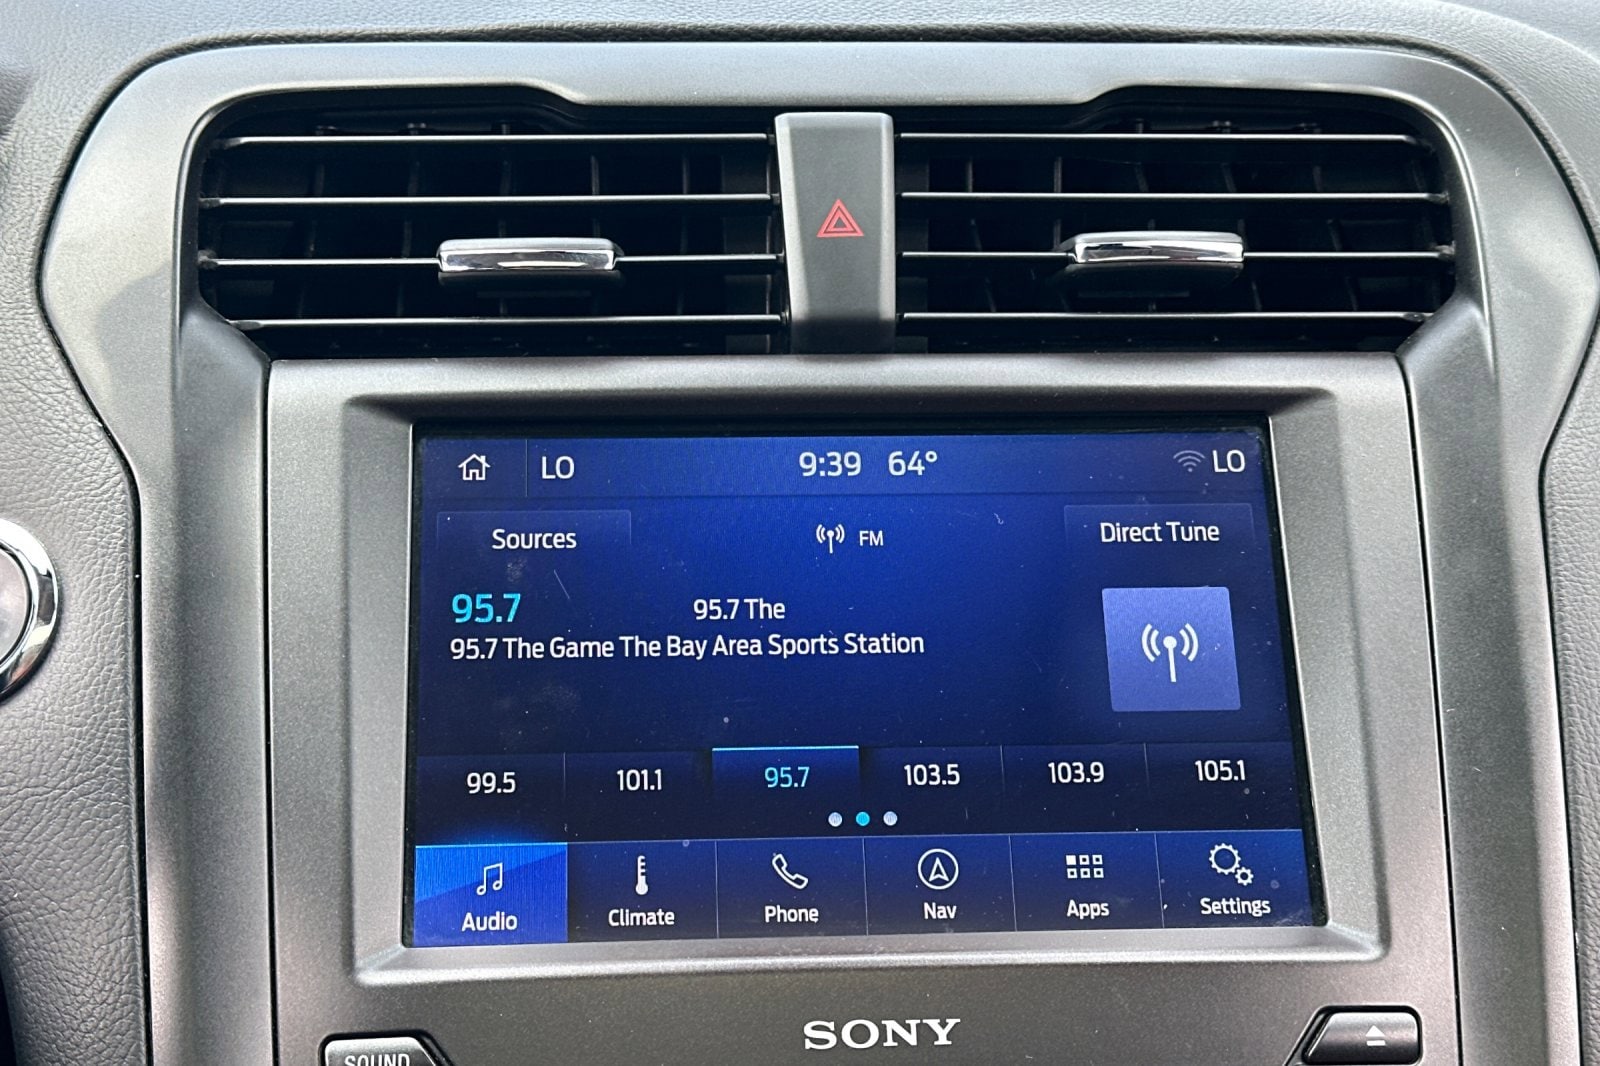 LO 9:39 64° LO
Sources FM Direct Tune
95.7 95.7 The
95.7 The Game The Bay Area Sports Station
99.5 101.1 95.7 103.5 103.9 105.1
Audio Climate Phone Nav Apps Settings
SONY
SOUND